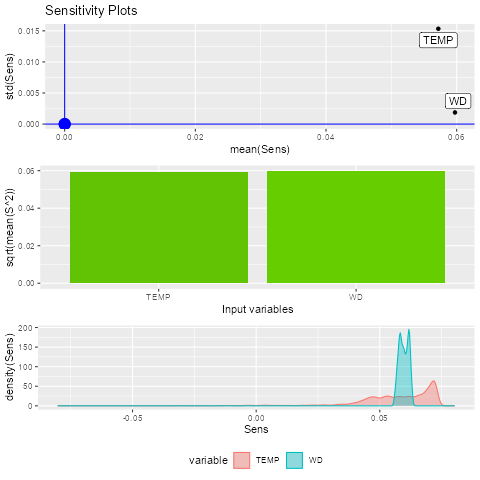 Sensitivity Plots
std(Sens)
0.015
0.010
0.005
0.000
TEMP
WD
0.00 0.02 0.04 0.06
mean(Sens)
sqrt(mean(S^2))
0.06
0.04
0.02
0.00
TEMP WD
Input variables
density(Sens)
200
150
100
50
0
-0.05 0.00 0.05
Sens
variable TEMP WD